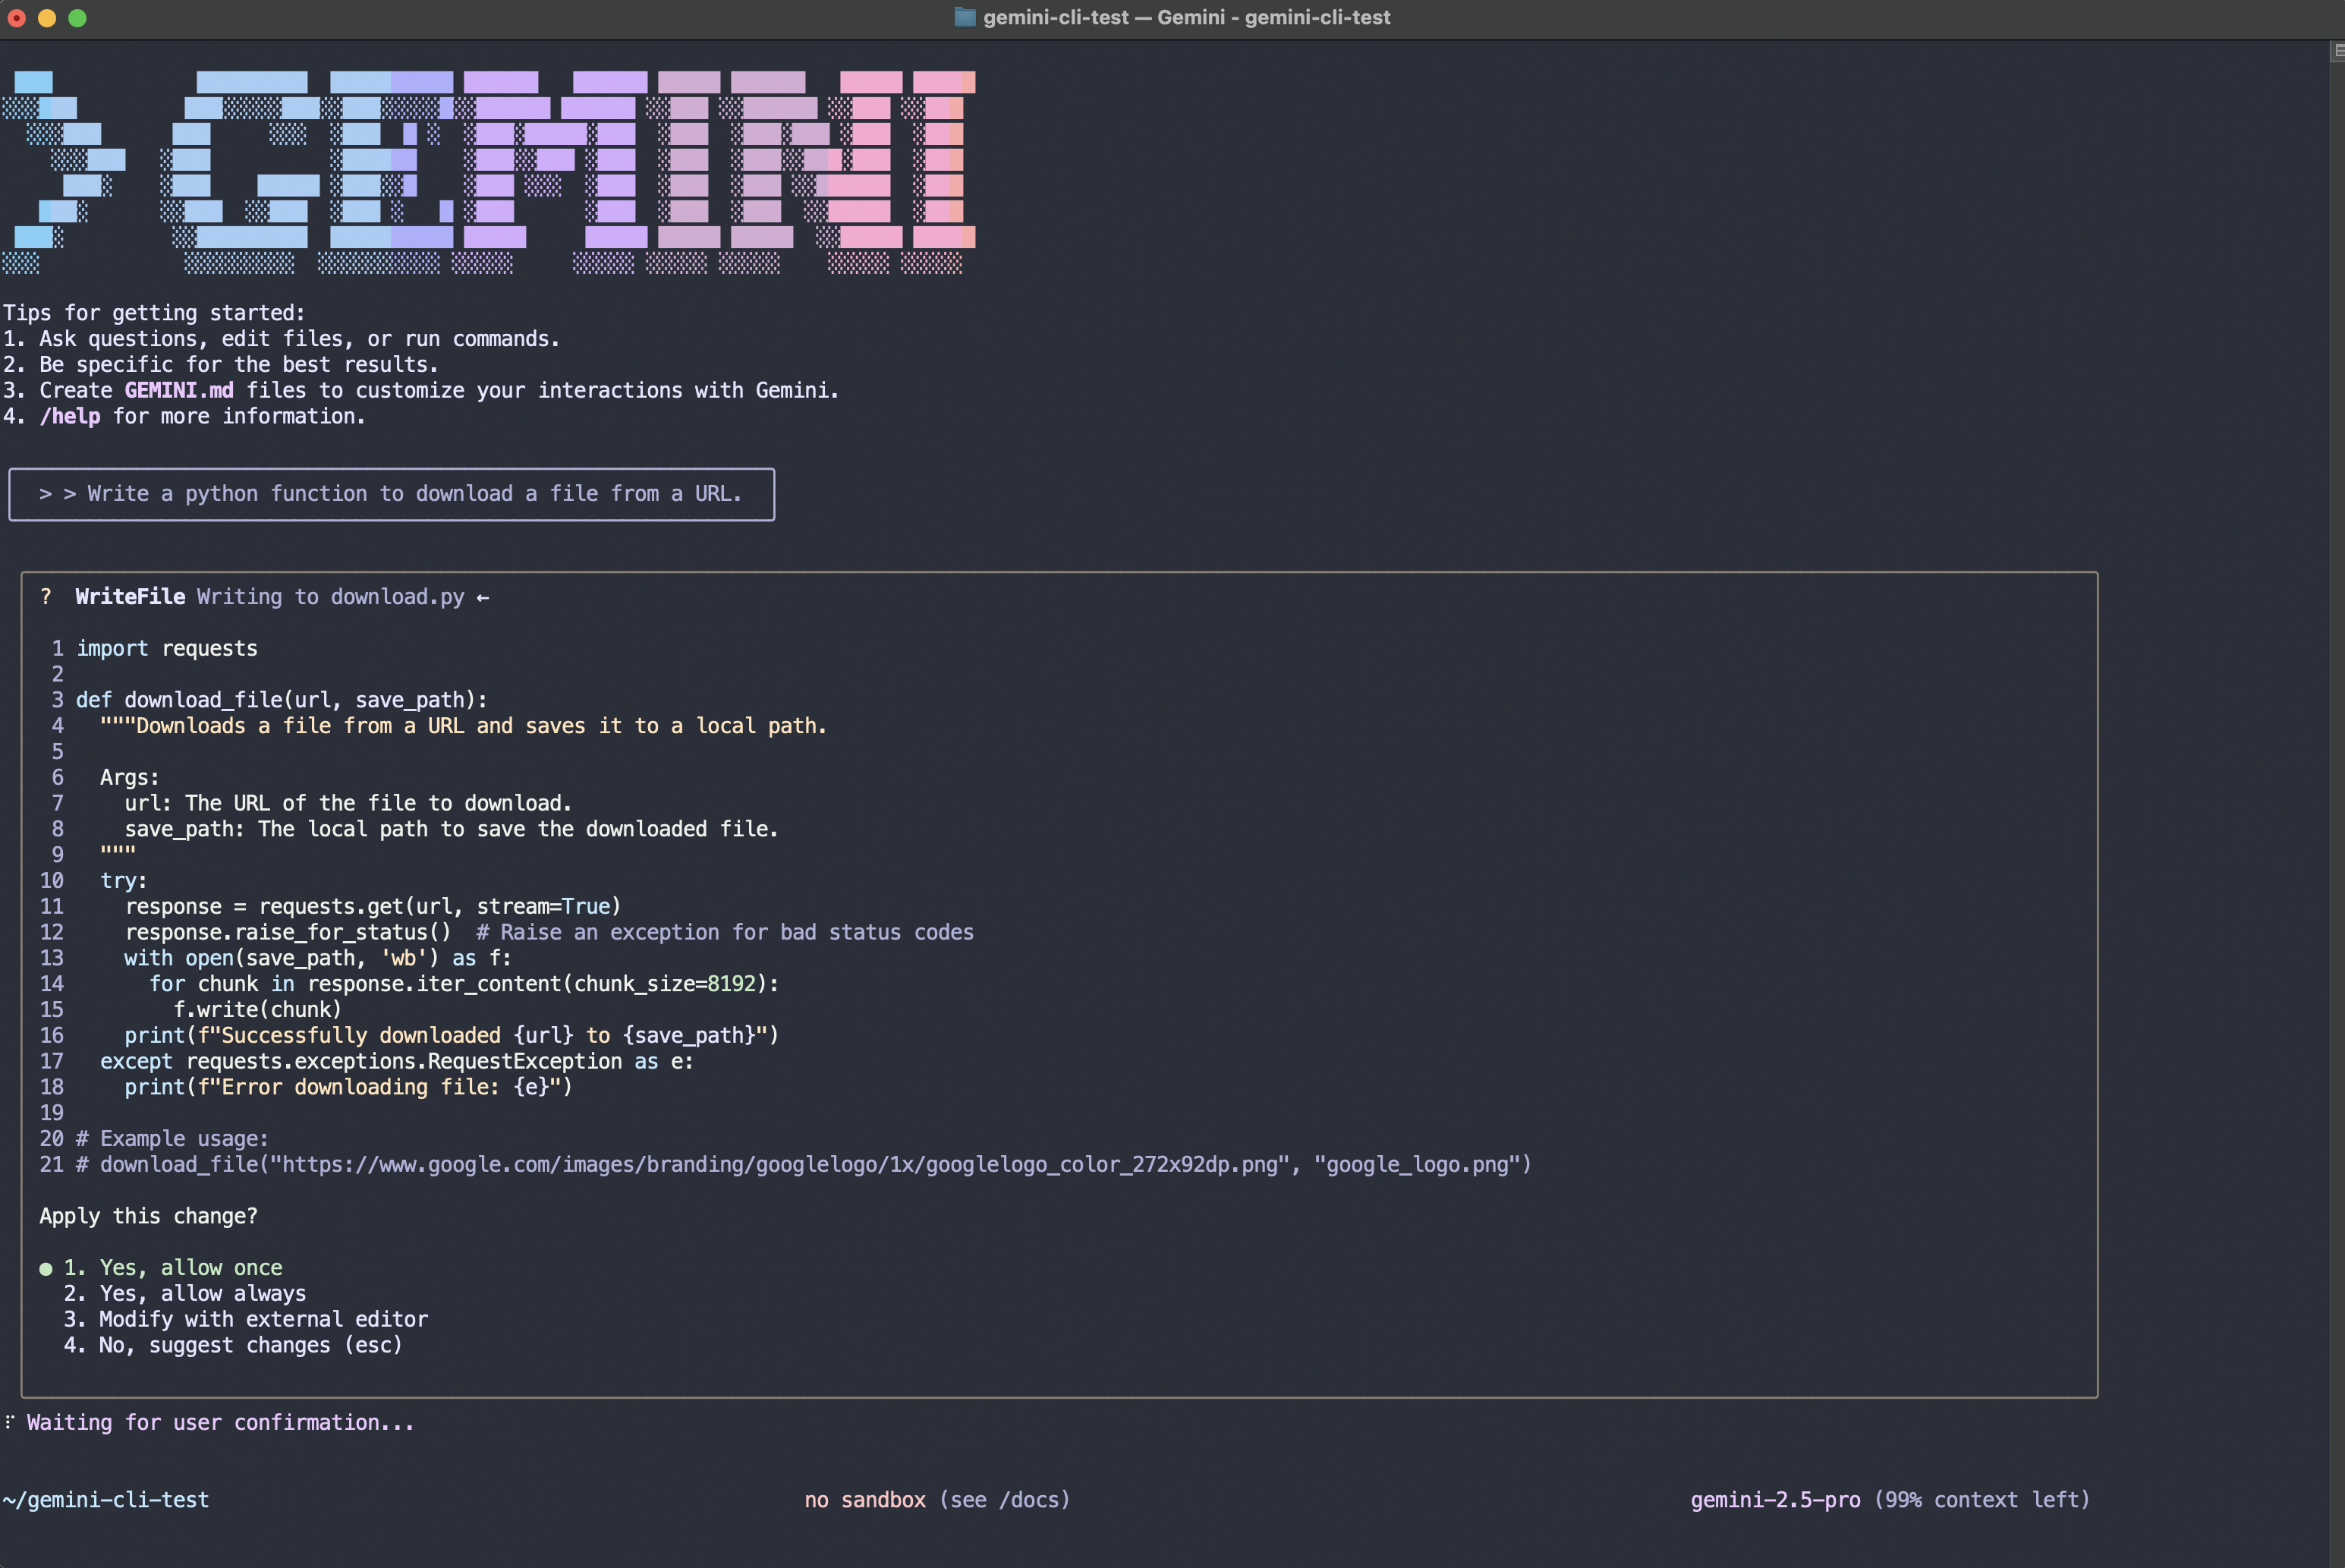 gemini-cli-test — Gemini - gemini-cli-test
> GEMINI
Tips for getting started:
1. Ask questions, edit files, or run commands.
2. Be specific for the best results.
3. Create GEMINI.md files to customize your interactions with Gemini.
4. /help for more information.
> > Write a python function to download a file from a URL.
? WriteFile Writing to download.py ←
1 import requests
2
3 def download_file(url, save_path):
4   """Downloads a file from a URL and saves it to a local path.
5
6   Args:
7     url: The URL of the file to download.
8     save_path: The local path to save the downloaded file.
9   """
10   try:
11     response = requests.get(url, stream=True)
12     response.raise_for_status()  # Raise an exception for bad status codes
13     with open(save_path, 'wb') as f:
14       for chunk in response.iter_content(chunk_size=8192):
15         f.write(chunk)
16     print(f"Successfully downloaded {url} to {save_path}")
17   except requests.exceptions.RequestException as e:
18     print(f"Error downloading file: {e}")
19
20 # Example usage:
21 # download_file("https://www.google.com/images/branding/googlelogo/1x/googlelogo_color_272x92dp.png", "google_logo.png")
Apply this change?
● 1. Yes, allow once
2. Yes, allow always
3. Modify with external editor
4. No, suggest changes (esc)
⠏ Waiting for user confirmation...
~/gemini-cli-test no sandbox (see /docs) gemini-2.5-pro (99% context left)